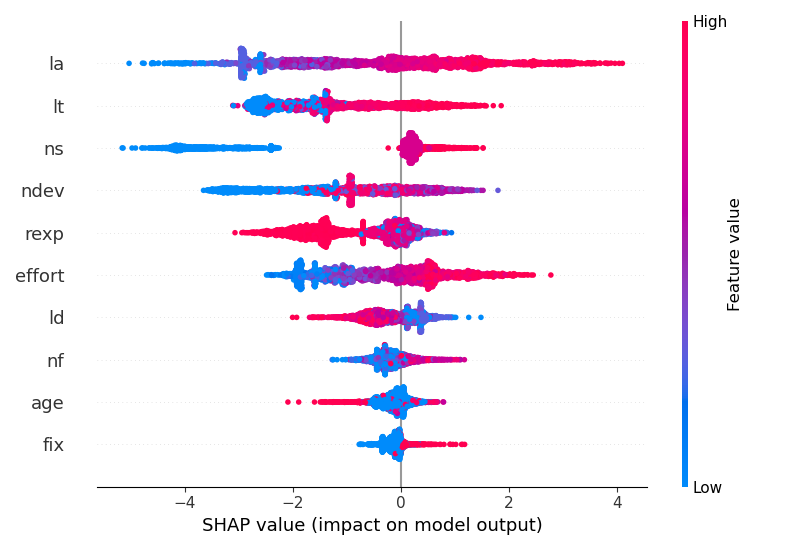 High
la
lt
ns
ndev
rexp
effort
ld
nf
age
fix
Feature value
Low
−4
−2
0
2
4
SHAP value (impact on model output)